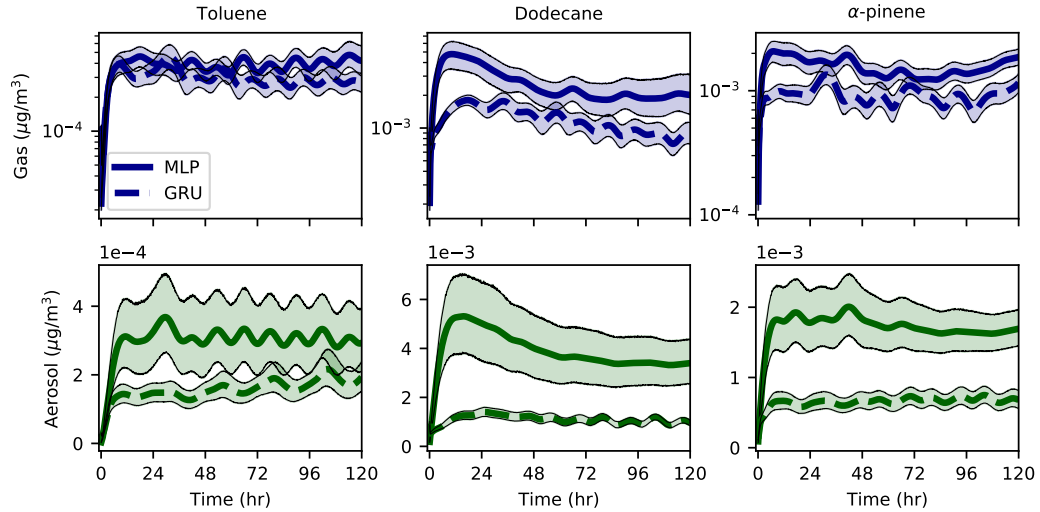 Toluene
Dodecane
α-pinene
Gas (μg/m³)
10⁻⁴
10⁻³
10⁻³
10⁻⁴
MLP
GRU
1e−4
1e−3
1e−3
Aerosol (μg/m³)
4
2
0
6
4
2
0
2
1
0
0 24 48 72 96 120
0 24 48 72 96 120
0 24 48 72 96 120
Time (hr)
Time (hr)
Time (hr)